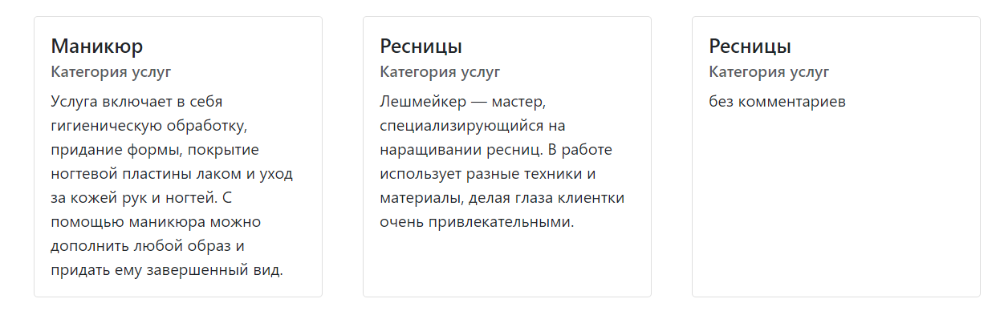 Маникюр
Категория услуг
Услуга включает в себя
гигиеническую обработку,
придание формы, покрытие
ногтевой пластины лаком и уход
за кожей рук и ногтей. С
помощью маникюра можно
дополнить любой образ и
придать ему завершенный вид.
Ресницы
Категория услуг
Лешмейкер — мастер,
специализирующийся на
наращивании ресниц. В работе
использует разные техники и
материалы, делая глаза клиентки
очень привлекательными.
Ресницы
Категория услуг
без комментариев